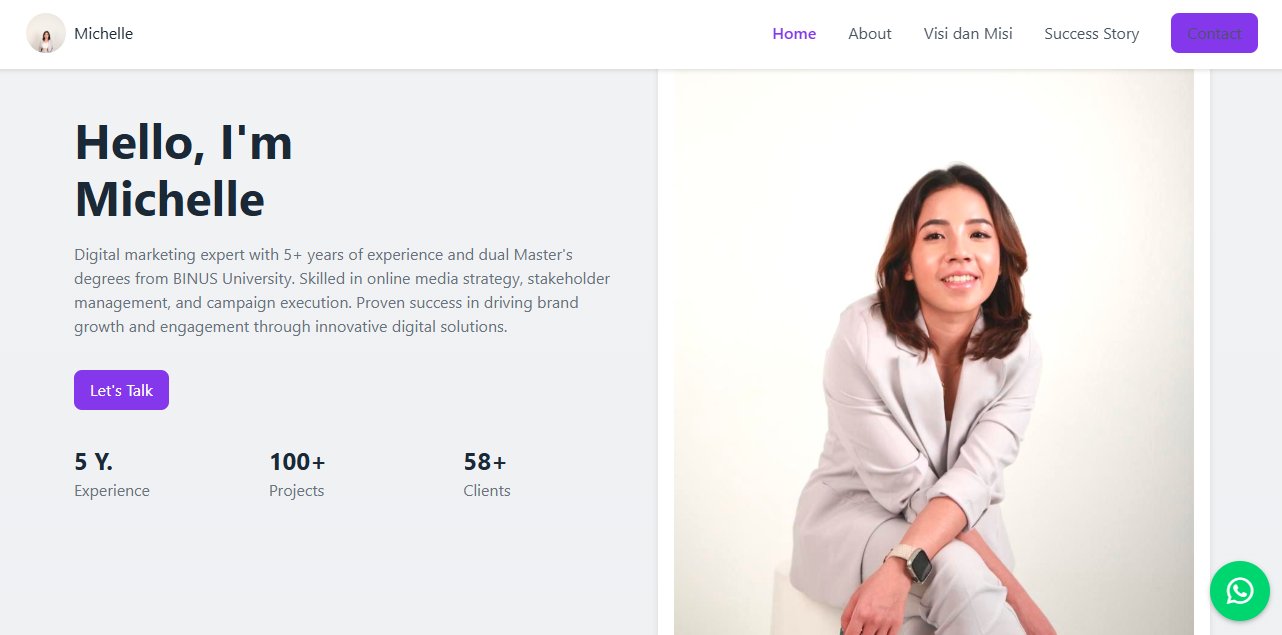 Michelle
Home About Visi dan Misi Success Story Contact
Hello, I'm
Michelle
Digital marketing expert with 5+ years of experience and dual Master's
degrees from BINUS University. Skilled in online media strategy, stakeholder
management, and campaign execution. Proven success in driving brand
growth and engagement through innovative digital solutions.
Let's Talk
5 Y. 100+ 58+
Experience Projects Clients